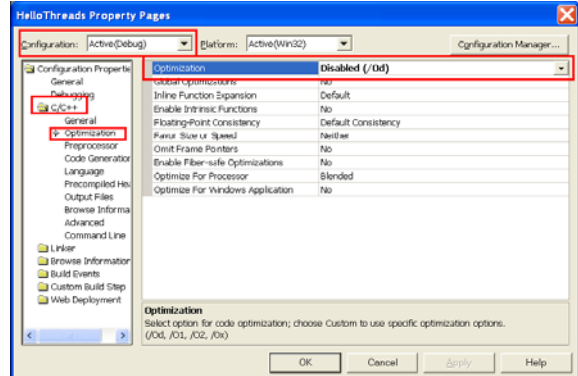 HelloThreads Property Pages
Configuration: Active(Debug) Platform: Active(Win32) Configuration Manager...
Configuration Propertie
General
Debugging
C/C++
General
Optimization
Preprocessor
Code Generation
Language
Precompiled Hea
Output Files
Browse Informa
Advanced
Command Line
Linker
Browse Information
Build Events
Custom Build Step
Web Deployment
Optimization Disabled (/Od)
Global Optimizations No
Inline Function Expansion Default
Enable Intrinsic Functions No
Floating-Point Consistency Default Consistency
Favor Size or Speed Neither
Omit Frame Pointers No
Enable Fiber-safe Optimizations No
Optimize For Processor Blended
Optimize For Windows Application No
Optimization
Select option for code optimization; choose Custom to use specific optimization options.
(/Od, /O1, /O2, /Ox)
OK Cancel Apply Help